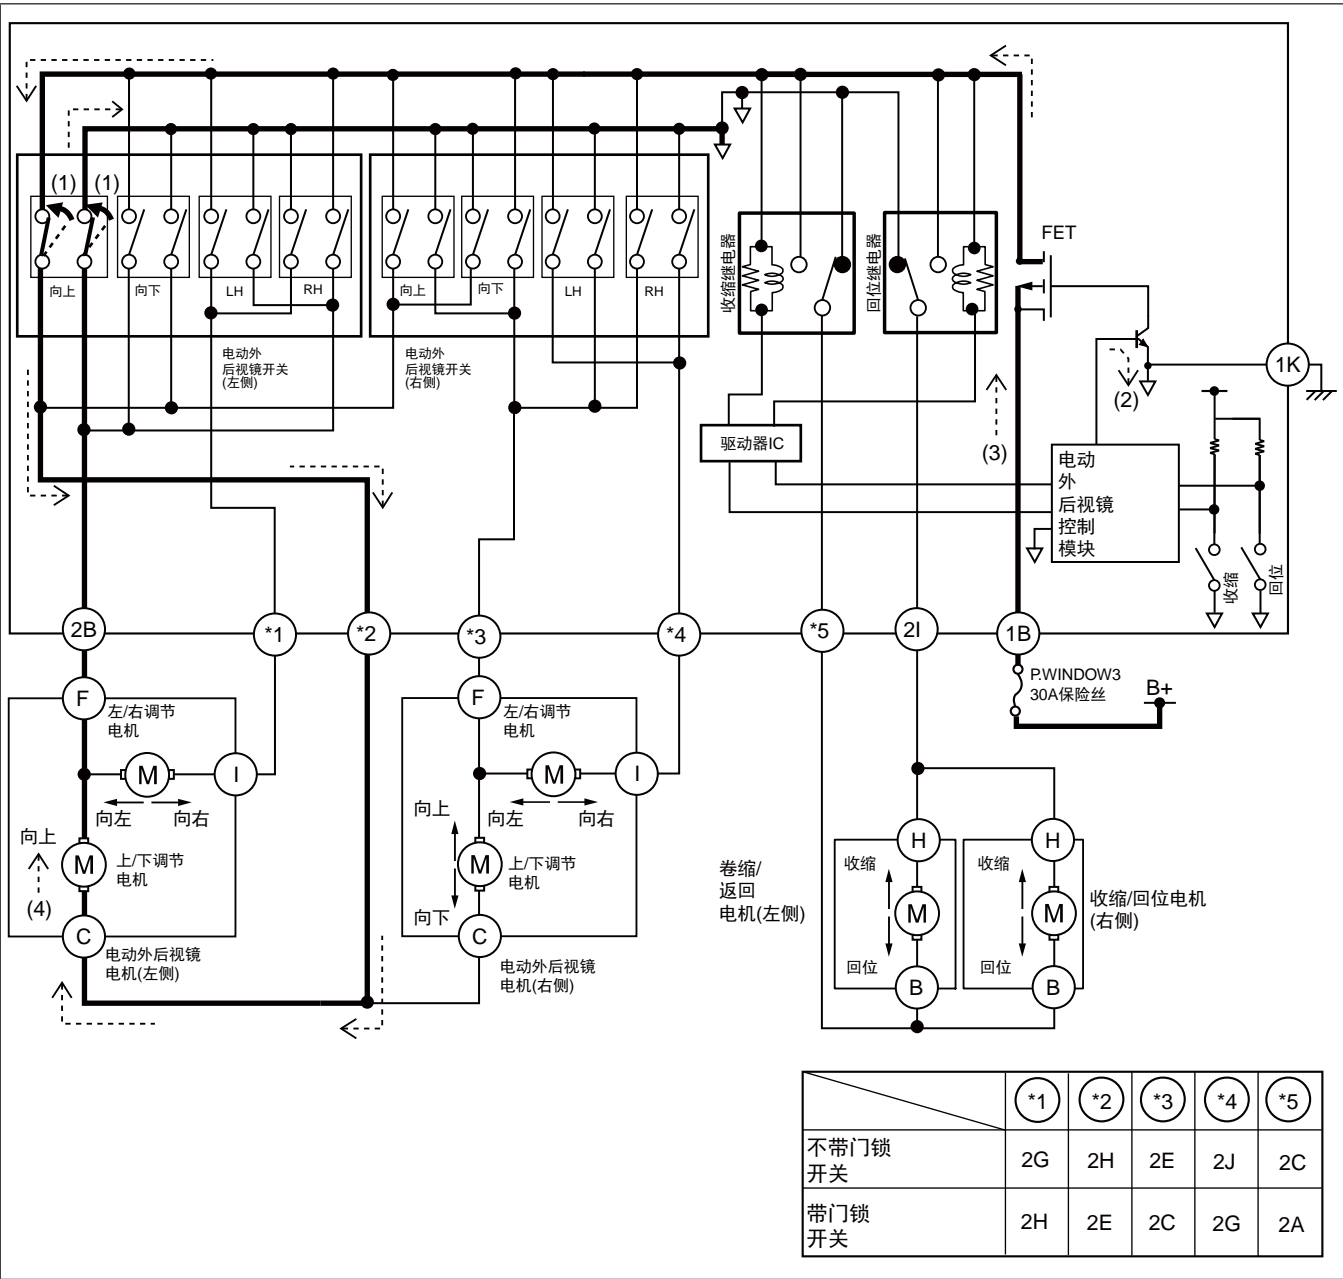 FET
(1)
(1)
向上
向下
LH
RH
向上
向下
LH
RH
收缩继电器
回位继电器
电动外
后视镜开关
(左侧)
电动外
后视镜开关
(右侧)
1K
(2)
(3)
驱动器IC
电动
外
后视镜
控制
模块
收缩
回位
2B
*1
*2
*3
*4
*5
2I
1B
P.WINDOW3
30A保险丝
B+
F
左/右调节
电机
M
I
向左
向右
向上
(4)
M
上/下调节
电机
C
电动外后视镜
电机(左侧)
F
左/右调节
电机
M
I
向左
向右
向上
M
上/下调节
电机
向下
C
电动外后视镜
电机(右侧)
卷缩/
返回
电机(左侧)
H
收缩
M
回位
B
H
收缩
M
回位
B
收缩/回位电机
(右侧)
*1 *2 *3 *4 *5
不带门锁
开关
2G 2H 2E 2J 2C
带门锁
开关
2H 2E 2C 2G 2A